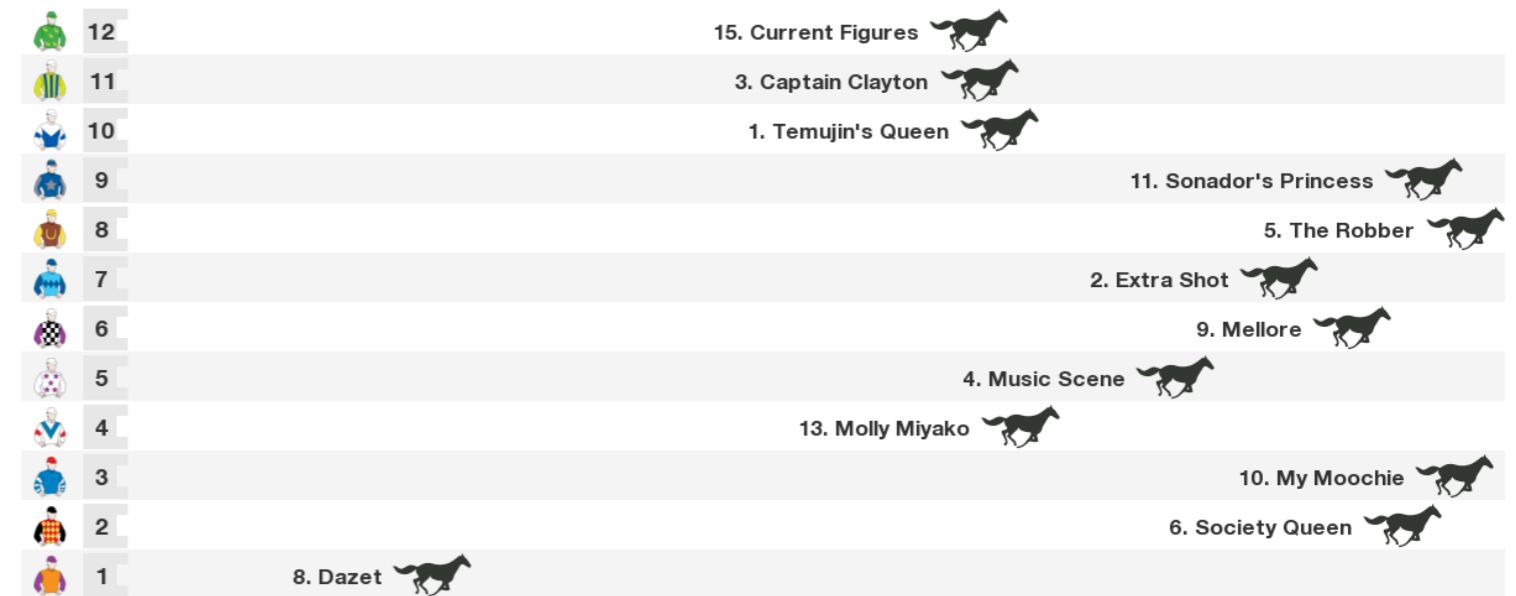 12 15. Current Figures
11 3. Captain Clayton
10 1. Temujin's Queen
9 11. Sonador's Princess
8 5. The Robber
7 2. Extra Shot
6 9. Mellore
5 4. Music Scene
4 13. Molly Miyako
3 10. My Moochie
2 6. Society Queen
1 8. Dazet